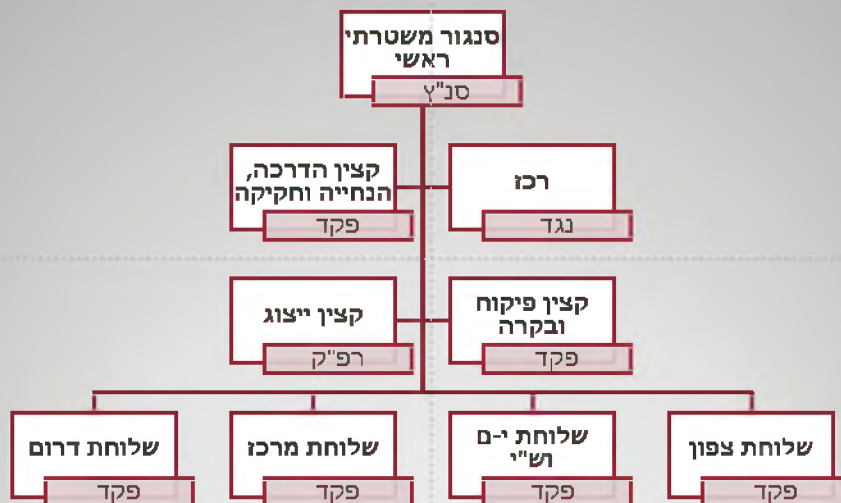 סנגור משטרתי
ראשי
סנ"ץ
רכז
נגד
קצין הדרכה,
הנחייה וחקיקה
פקד
קצין פיקוח
ובקרה
פקד
קצין ייצוג
רפ"ק
שלוחת צפון
פקד
שלוחת י-ם
וש"י
פקד
שלוחת מרכז
פקד
שלוחת דרום
פקד